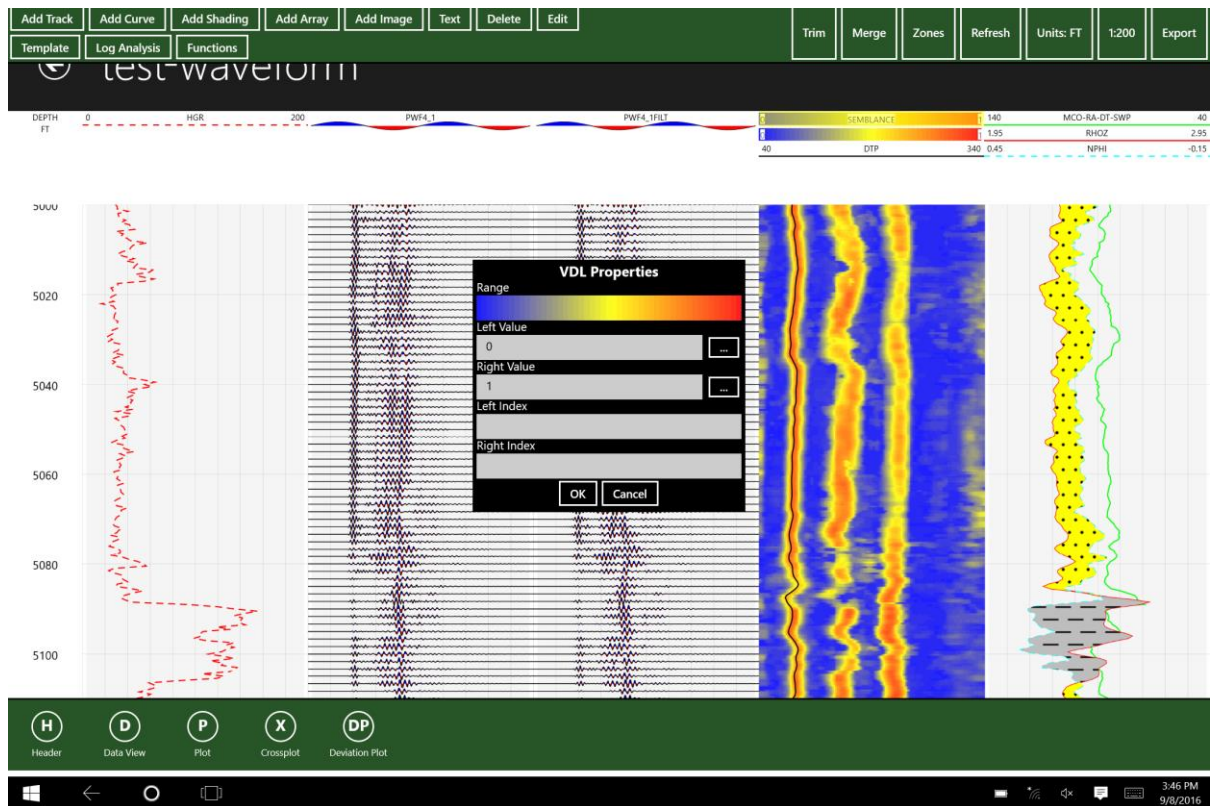 Add Track Add Curve Add Shading Add Array Add Image Text Delete Edit
Template Log Analysis Functions
Trim Merge Zones Refresh Units: FT 1:200 Export
test-waveform
DEPTH 0 HGR 200 PWF4_1 PWF4_1FILT 0 SEMBLANCE 1 140 MCO-RA-DT-SWP 40
FT 1.95 RHOZ 2.95
40 DTP 340 0.45 NPHI -0.15
5000
5020
5040
5060
5080
5100
VDL Properties
Range
Left Value
0 ...
Right Value
1 ...
Left Index
Right Index
OK Cancel
H D P X DP
Header Data View Plot Crossplot Deviation Plot
3:46 PM
9/8/2016